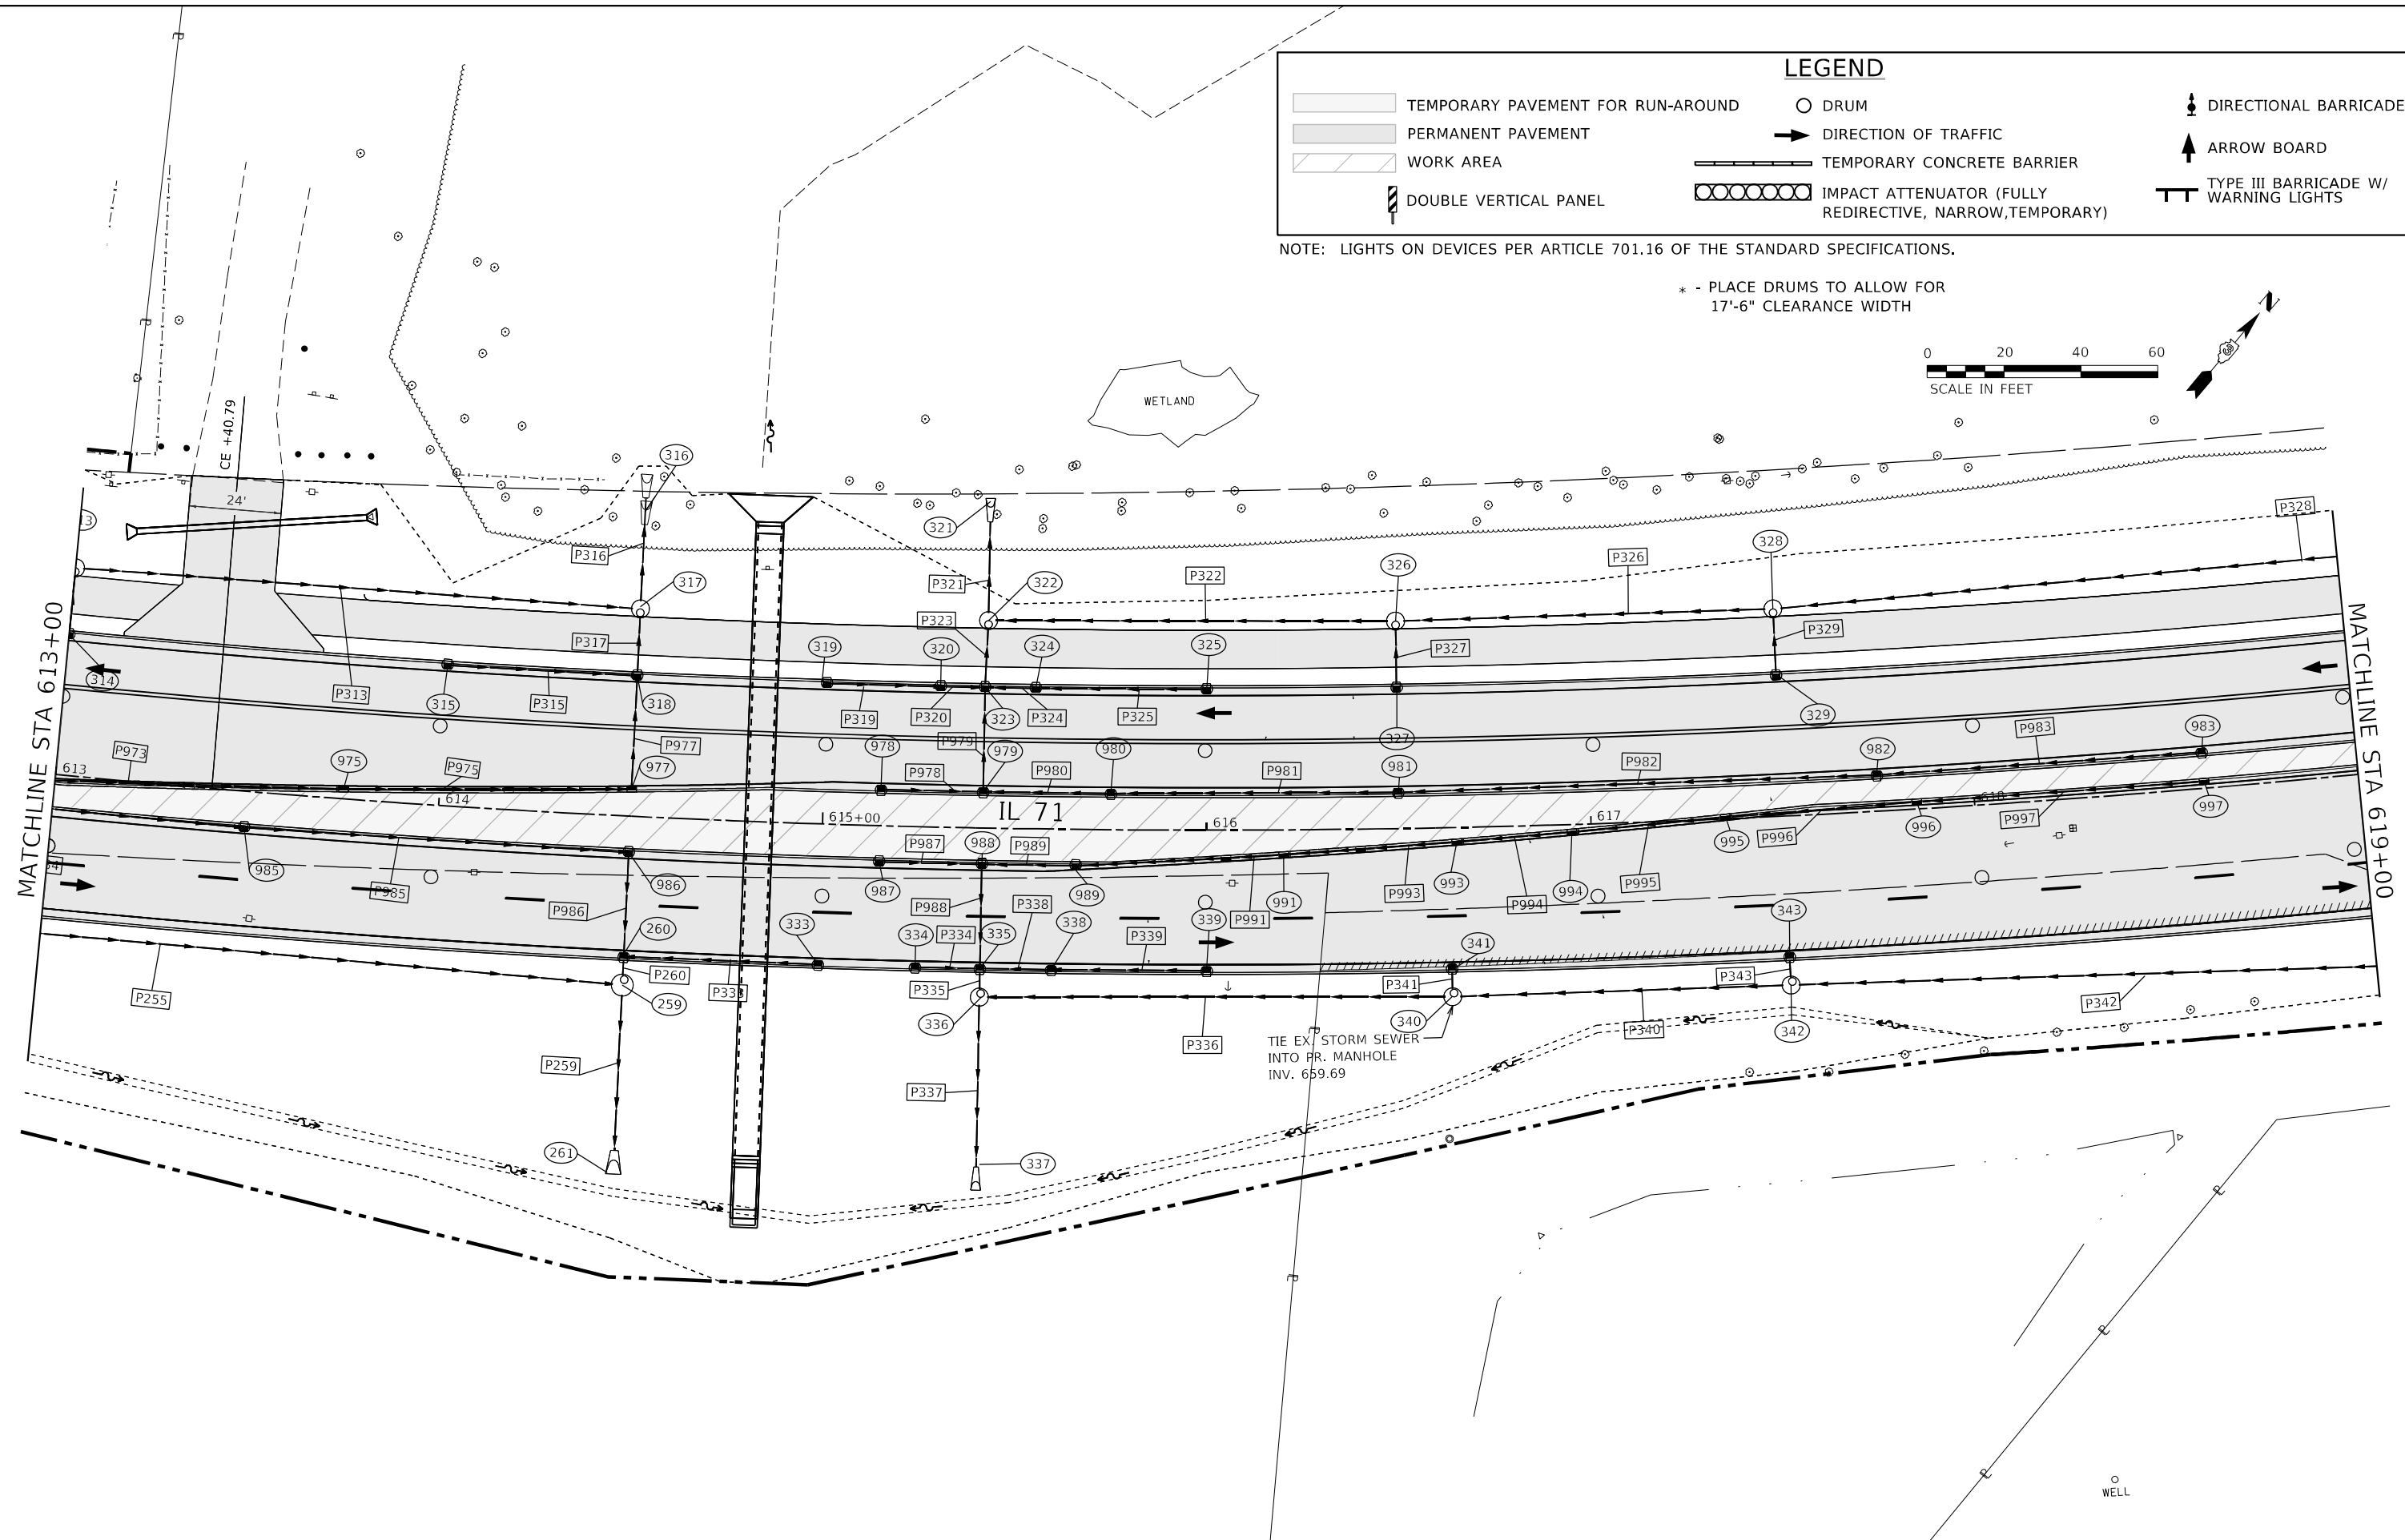 LEGEND
TEMPORARY PAVEMENT FOR RUN-AROUND
DRUM
DIRECTIONAL BARRICADE
PERMANENT PAVEMENT
DIRECTION OF TRAFFIC
ARROW BOARD
WORK AREA
TEMPORARY CONCRETE BARRIER
DOUBLE VERTICAL PANEL
IMPACT ATTENUATOR (FULLY
REDIRECTIVE, NARROW,TEMPORARY)
TYPE III BARRICADE W/
WARNING LIGHTS
NOTE: LIGHTS ON DEVICES PER ARTICLE 701.16 OF THE STANDARD SPECIFICATIONS.
* - PLACE DRUMS TO ALLOW FOR
17'-6" CLEARANCE WIDTH
N
0 20 40 60
SCALE IN FEET
WETLAND
CE +40.79
24'
316
321
P328
13
P316
317
P321
322
P322
326
P326
328
P317
P323
319
320
324
325
P327
P329
314
P313
315
P315
318
P319
P320
323
P324
P325
327
329
P973
975
P975
P977
978
P979
979
980
P982
982
P983
983
613
977
P978
P980
P981
981
614
615+00
IL 71
616
617
618
985
P985
986
P987
988
P989
987
989
P991
991
P993
993
P994
994
P995
995
P996
996
P997
997
P986
P988
P338
260
333
334
P334
335
338
P339
339
341
343
P255
P260
259
P335
336
P336
P341
340
P340
P343
342
P342
TIE EX. STORM SEWER
INTO PR. MANHOLE
INV. 659.69
P259
P337
261
337
MATCHLINE STA 613+00
MATCHLINE STA 619+00
WELL